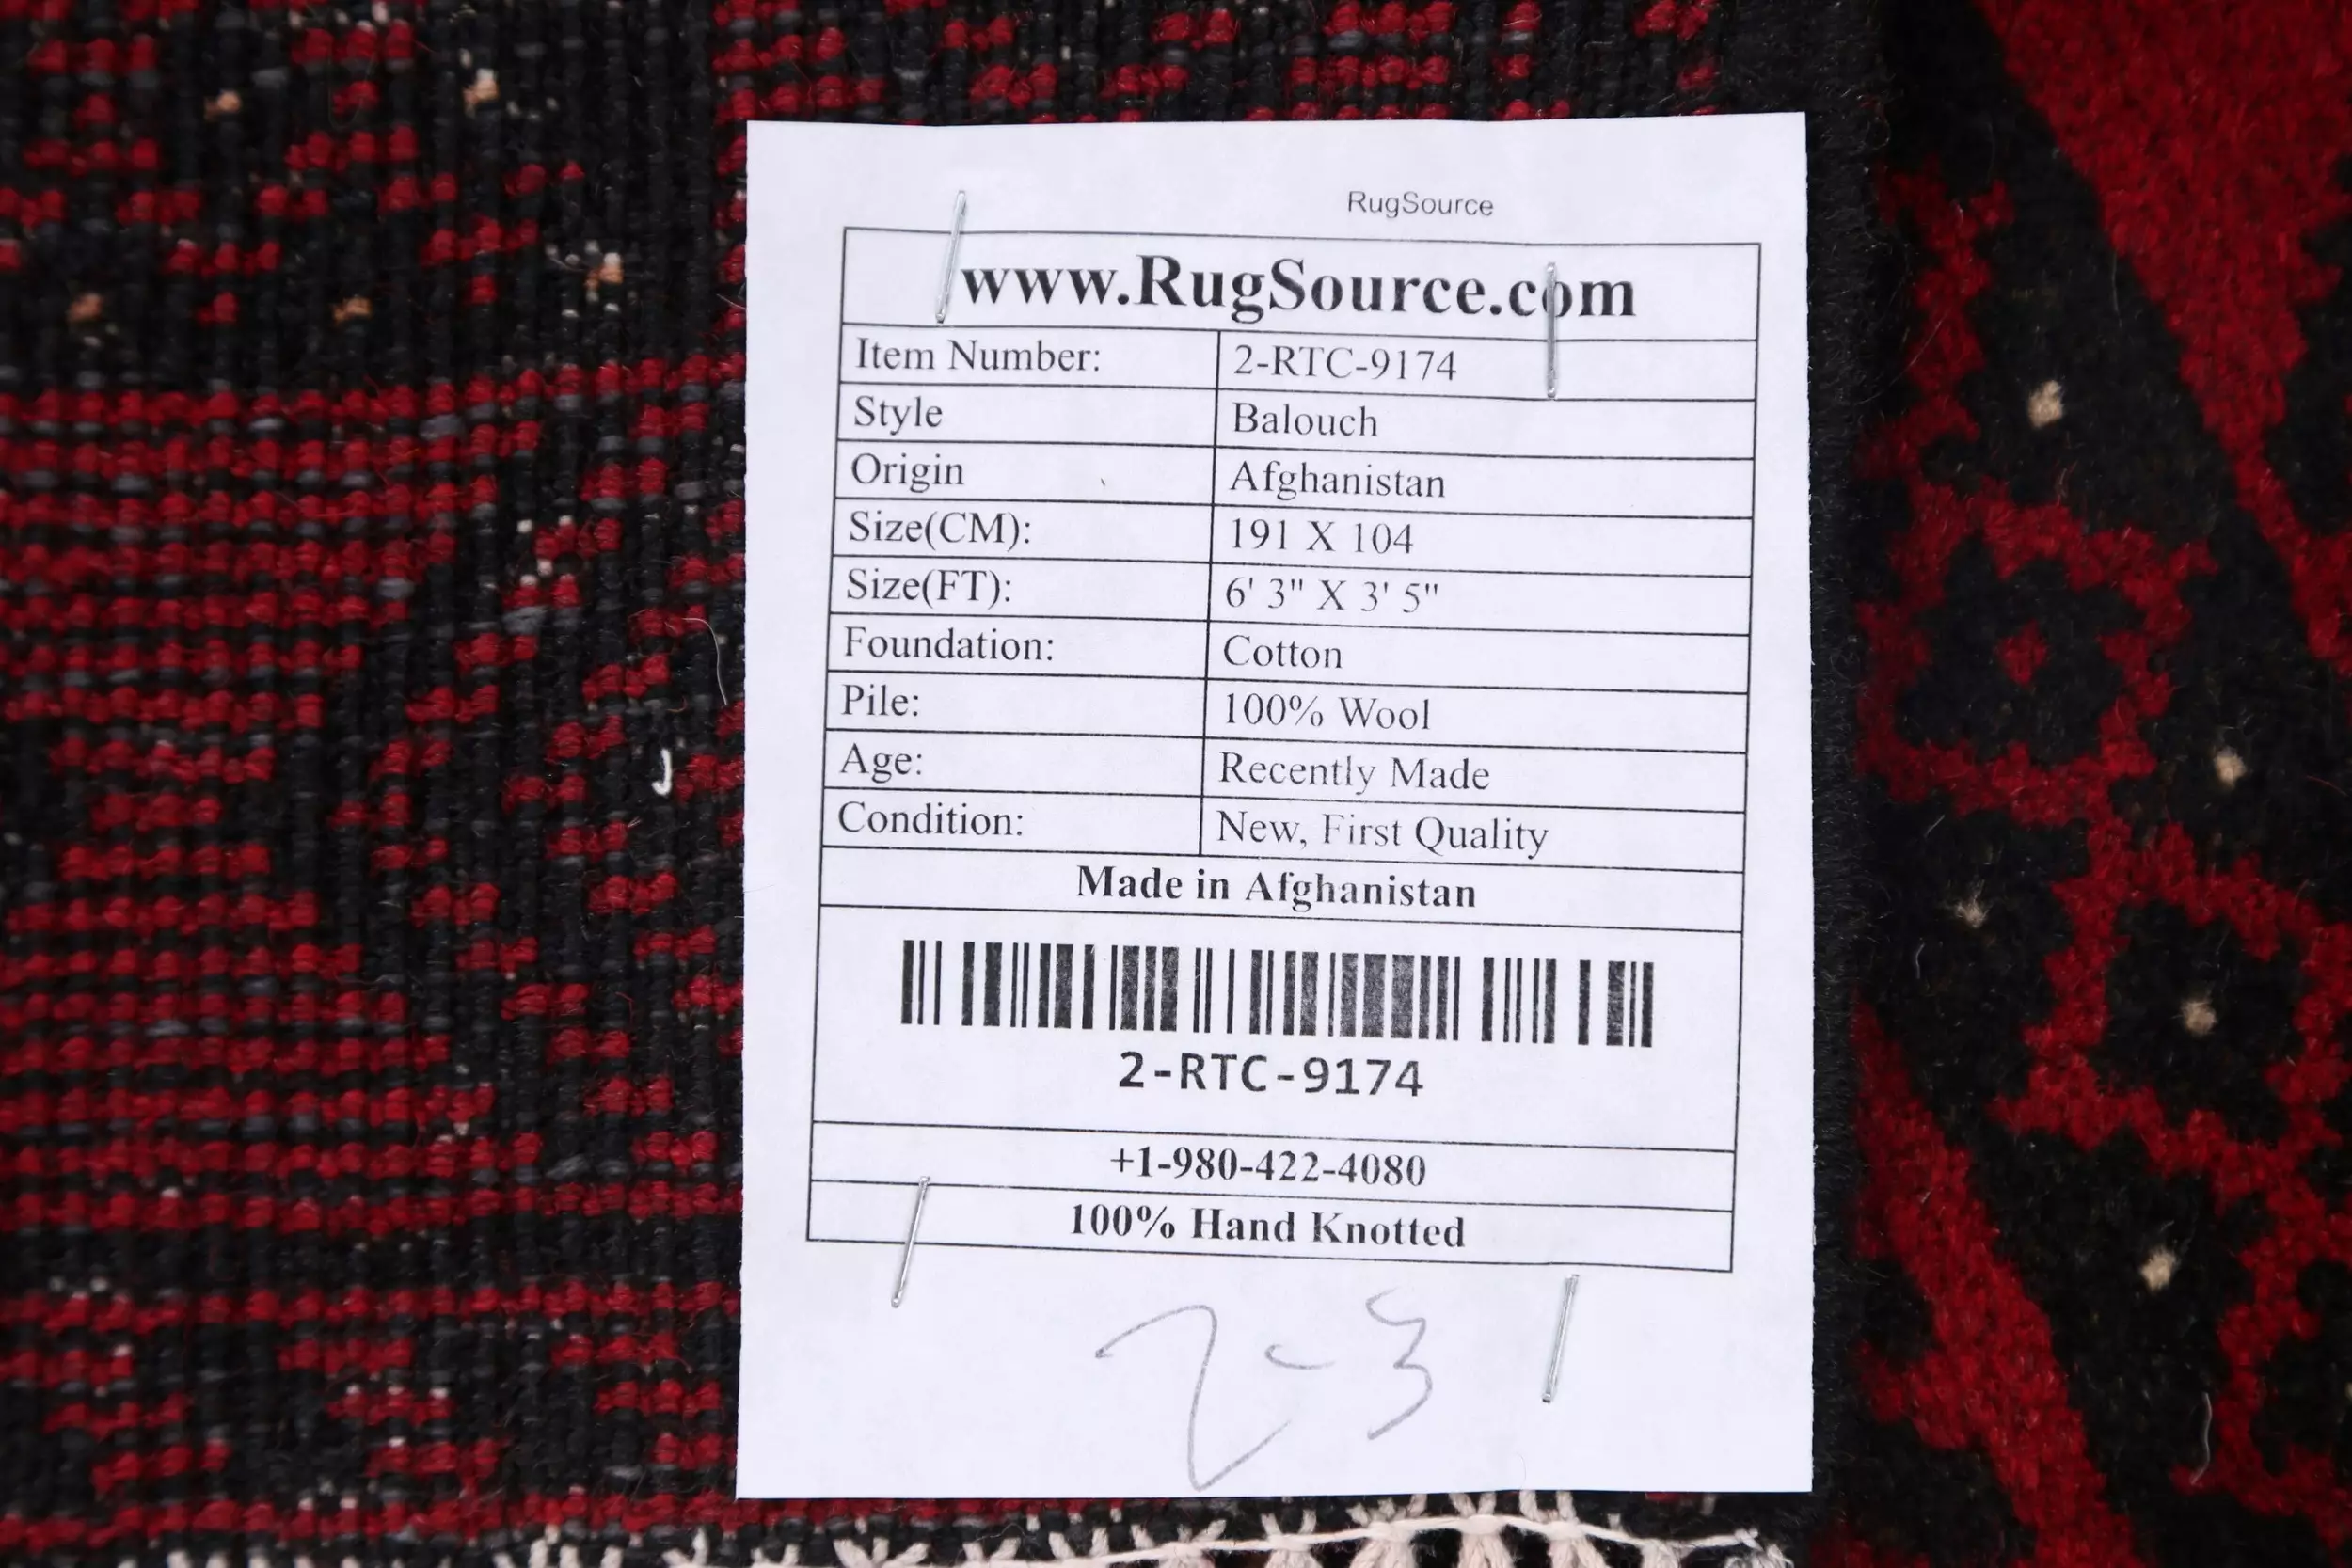 RugSource
www.RugSource.com
Item Number: 2-RTC-9174
Style Balouch
Origin Afghanistan
Size(CM): 191 X 104
Size(FT): 6' 3" X 3' 5"
Foundation: Cotton
Pile: 100% Wool
Age: Recently Made
Condition: New, First Quality
Made in Afghanistan
2-RTC-9174
+1-980-422-4080
100% Hand Knotted
2-3